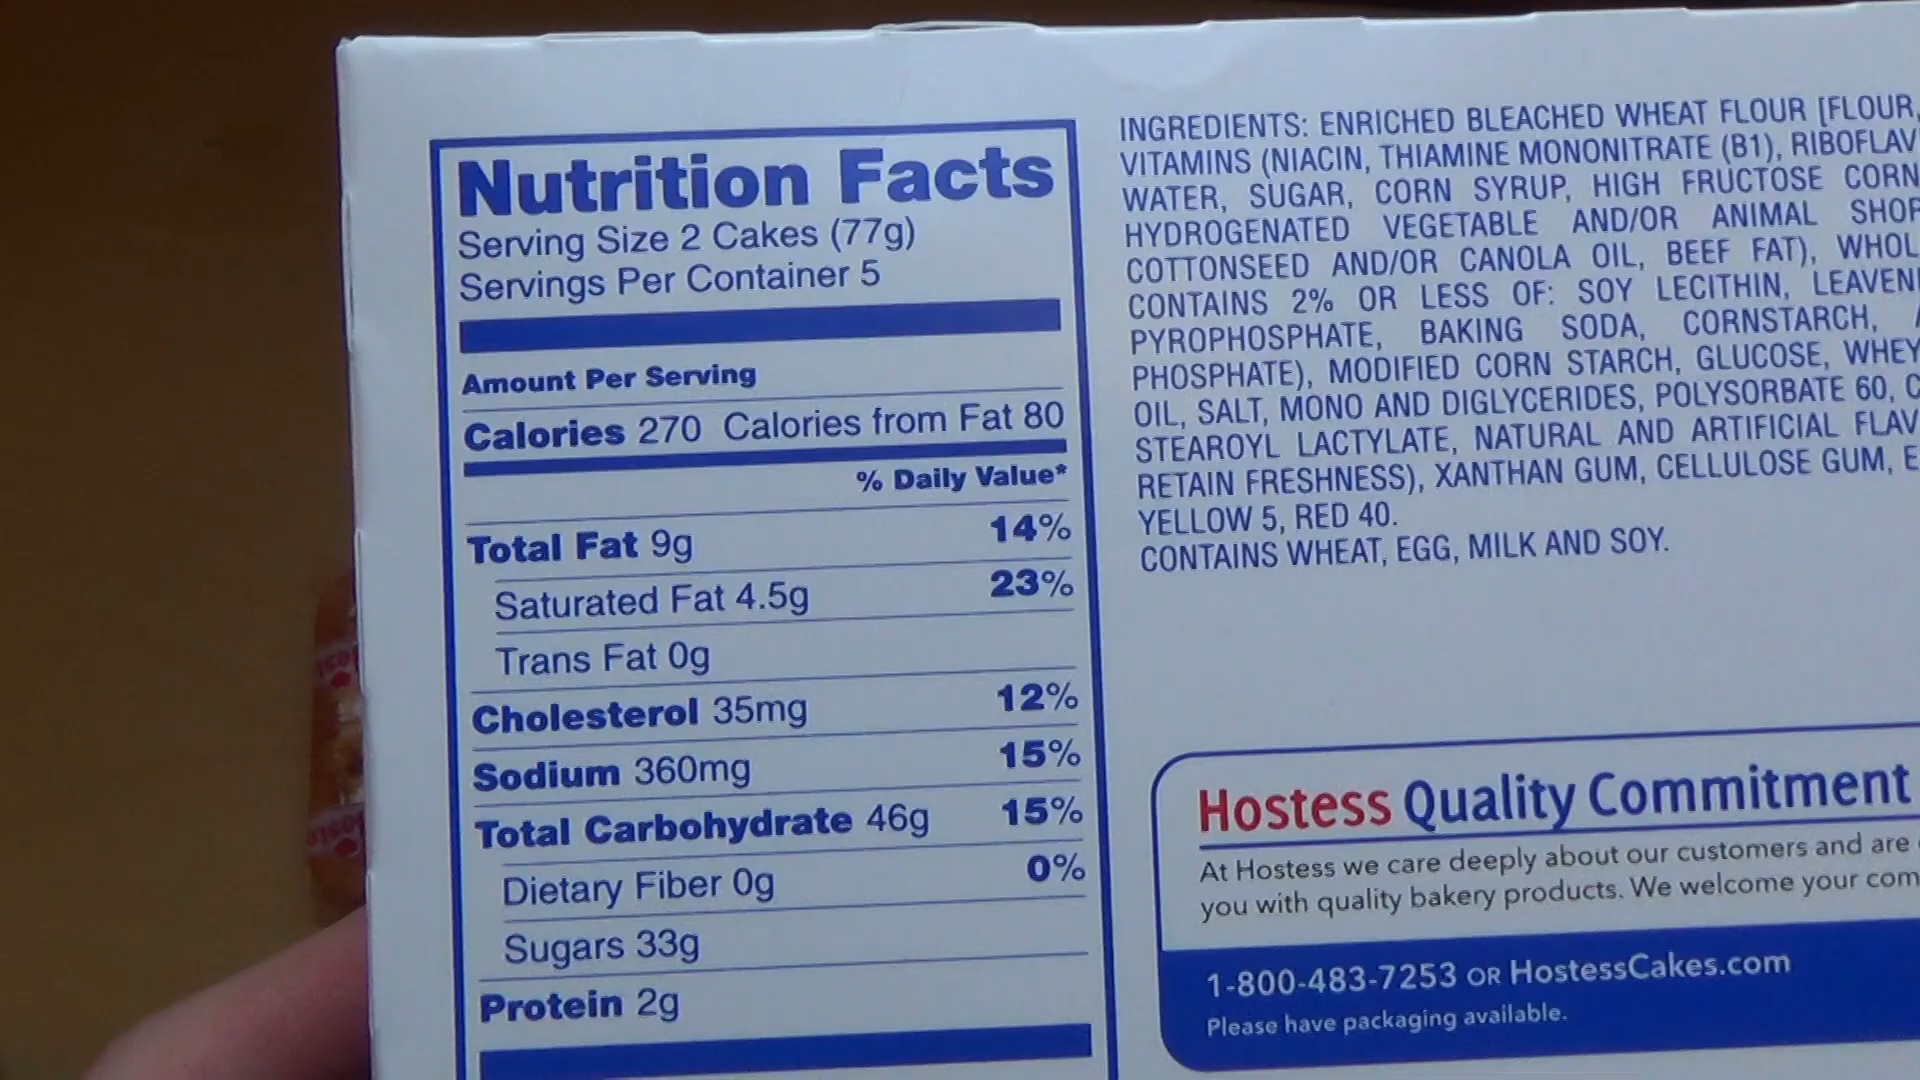 Nutrition Facts
Serving Size 2 Cakes (77g)
Servings Per Container 5
Amount Per Serving
Calories 270 Calories from Fat 80
% Daily Value*
Total Fat 9g 14%
Saturated Fat 4.5g 23%
Trans Fat 0g
Cholesterol 35mg 12%
Sodium 360mg 15%
Total Carbohydrate 46g 15%
Dietary Fiber 0g 0%
Sugars 33g
Protein 2g
INGREDIENTS: ENRICHED BLEACHED WHEAT FLOUR [FLOUR,
VITAMINS (NIACIN, THIAMINE MONONITRATE (B1), RIBOFLAV
WATER, SUGAR, CORN SYRUP, HIGH FRUCTOSE CORN
HYDROGENATED VEGETABLE AND/OR ANIMAL SHOR
COTTONSEED AND/OR CANOLA OIL, BEEF FAT), WHOL
CONTAINS 2% OR LESS OF: SOY LECITHIN, LEAVENI
PYROPHOSPHATE, BAKING SODA, CORNSTARCH,
PHOSPHATE), MODIFIED CORN STARCH, GLUCOSE, WHEY
OIL, SALT, MONO AND DIGLYCERIDES, POLYSORBATE 60, C
STEAROYL LACTYLATE, NATURAL AND ARTIFICIAL FLAV
RETAIN FRESHNESS), XANTHAN GUM, CELLULOSE GUM, E
YELLOW 5, RED 40.
CONTAINS WHEAT, EGG, MILK AND SOY.
Hostess Quality Commitment
At Hostess we care deeply about our customers and are
you with quality bakery products. We welcome your com
1-800-483-7253 OR HostessCakes.com
Please have packaging available.